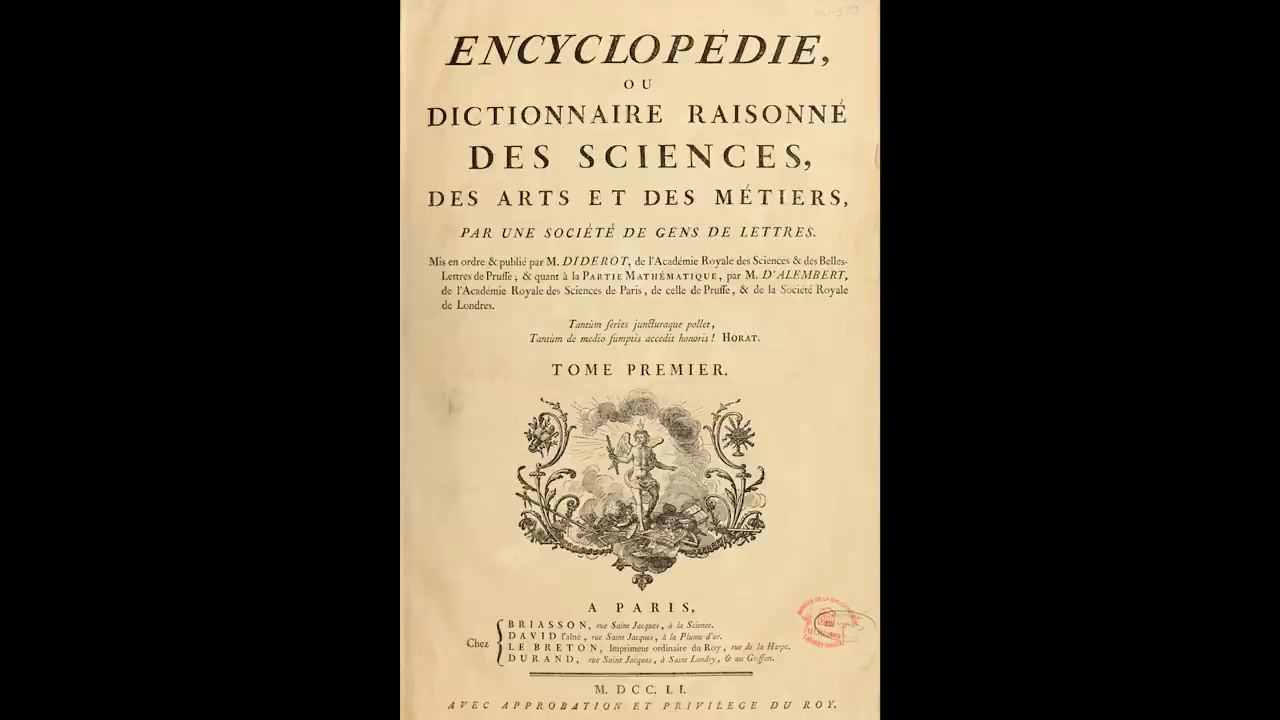 ENCYCLOPÉDIE,
OU
DICTIONNAIRE RAISONNÉ
DES SCIENCES,
DES ARTS ET DES MÉTIERS,
PAR UNE SOCIÉTÉ DE GENS DE LETTRES.
Mis en ordre & publié par M. DIDEROT, de l'Académie Royale des Sciences & des Belles-
Lettres de Pruſſe ; & quant à la PARTIE MATHÉMATIQUE, par M. D'ALEMBERT,
de l'Académie Royale des Sciences de Paris, de celle de Pruſſe, & de la Société Royale
de Londres.
Tantùm ſeries juncturaque pollet,
Tantùm de medio ſumptis accedit honoris ! HORAT.
TOME PREMIER.
A PARIS,
Chez
BRIASSON, rue Saint Jacques, à la Science.
DAVID l'aîné, rue Saint Jacques, à la Plume d'or.
LE BRETON, Imprimeur ordinaire du Roy, rue de la Harpe.
DURAND, rue Saint Jacques, à Saint Landry, & au Griffon.
M. DCC. LI.
AVEC APPROBATION ET PRIVILEGE DU ROY.